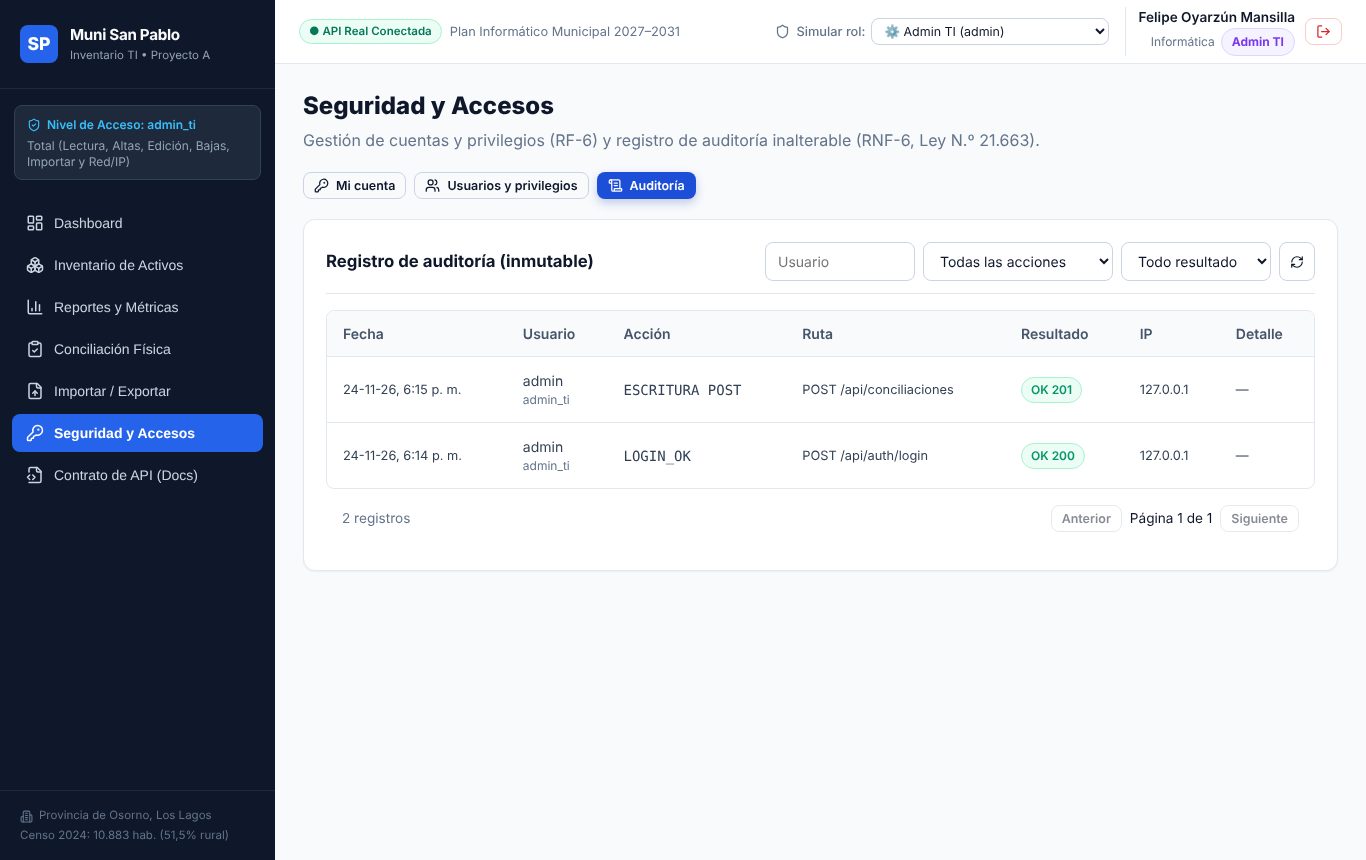 SP
Muni San Pablo
Inventario TI • Proyecto A
Nivel de Acceso: admin_ti
Total (Lectura, Altas, Edición, Bajas,
Importar y Red/IP)
Dashboard
Inventario de Activos
Reportes y Métricas
Conciliación Física
Importar / Exportar
Seguridad y Accesos
Contrato de API (Docs)
Provincia de Osorno, Los Lagos
Censo 2024: 10.883 hab. (51,5% rural)
API Real Conectada
Plan Informático Municipal 2027–2031
Simular rol:
Admin TI (admin)
Felipe Oyarzún Mansilla
Informática
Admin TI
Seguridad y Accesos
Gestión de cuentas y privilegios (RF-6) y registro de auditoría inalterable (RNF-6, Ley N.º 21.663).
Mi cuenta
Usuarios y privilegios
Auditoría
Registro de auditoría (inmutable)
Usuario
Todas las acciones
Todo resultado
Fecha Usuario Acción Ruta Resultado IP Detalle
24-11-26, 6:15 p. m. admin admin_ti ESCRITURA POST POST /api/conciliaciones OK 201 127.0.0.1 —
24-11-26, 6:14 p. m. admin admin_ti LOGIN_OK POST /api/auth/login OK 200 127.0.0.1 —
2 registros
Anterior Página 1 de 1 Siguiente